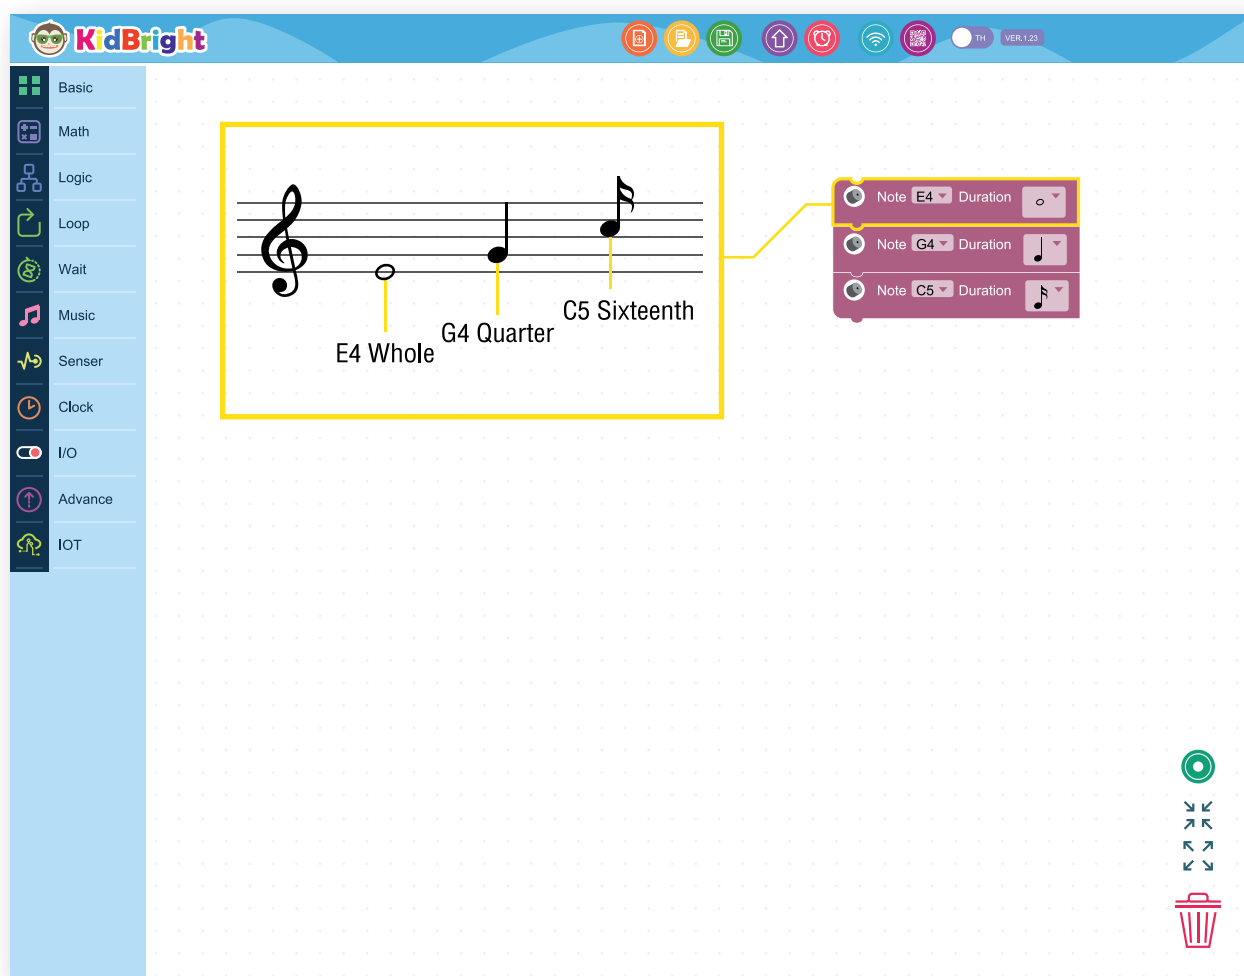 KidBright
TH
VER.1.23
Basic
Math
Logic
Loop
Wait
Music
Senser
Clock
I/O
Advance
IOT
E4 Whole
G4 Quarter
C5 Sixteenth
Note E4 Duration
Note G4 Duration
Note C5 Duration